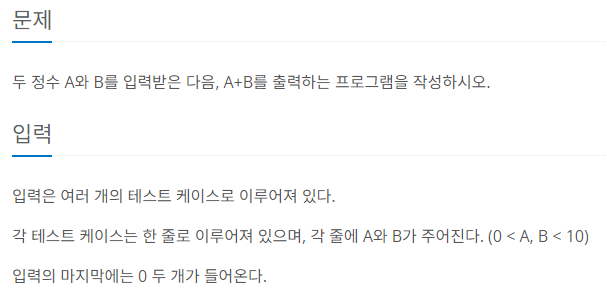 문제
두 정수 A와 B를 입력받은 다음, A+B를 출력하는 프로그램을 작성하시오.
입력
입력은 여러 개의 테스트 케이스로 이루어져 있다.
각 테스트 케이스는 한 줄로 이루어져 있으며, 각 줄에 A와 B가 주어진다. (0 < A, B < 10)
입력의 마지막에는 0 두 개가 들어온다.